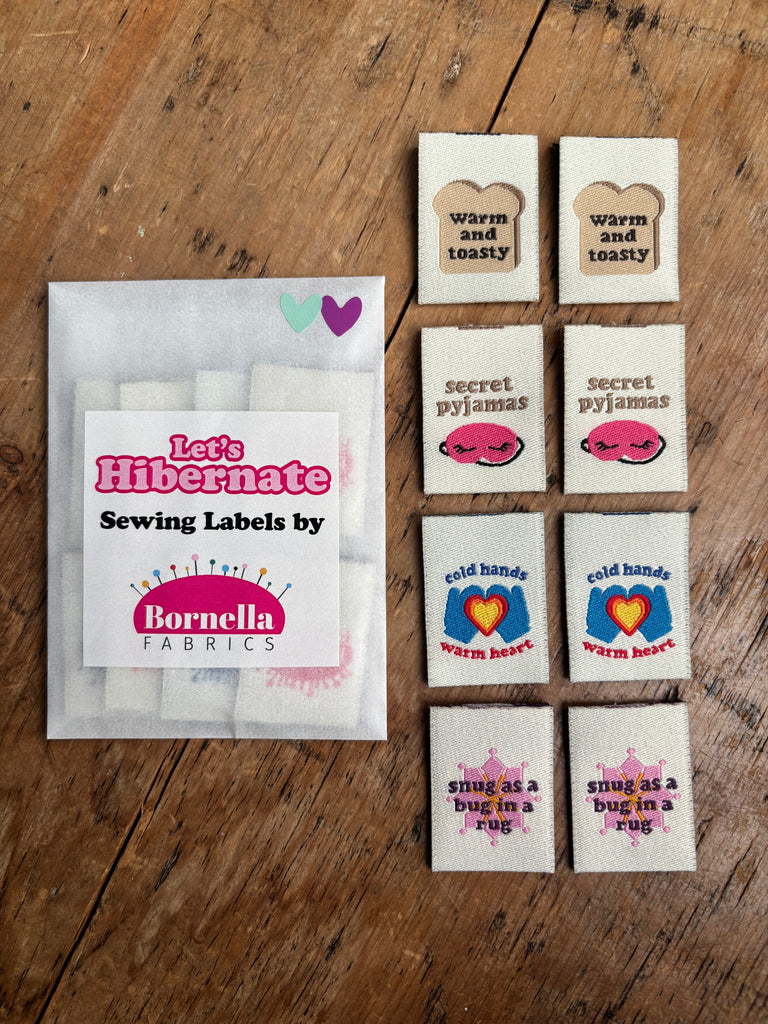 Let's
Hibernate
Sewing Labels by
Bornella
FABRICS
warm
and
toasty
warm
and
toasty
secret
pyjamas
secret
pyjamas
cold hands
warm heart
cold hands
warm heart
snug as a
bug in a
rug
snug as a
bug in a
rug